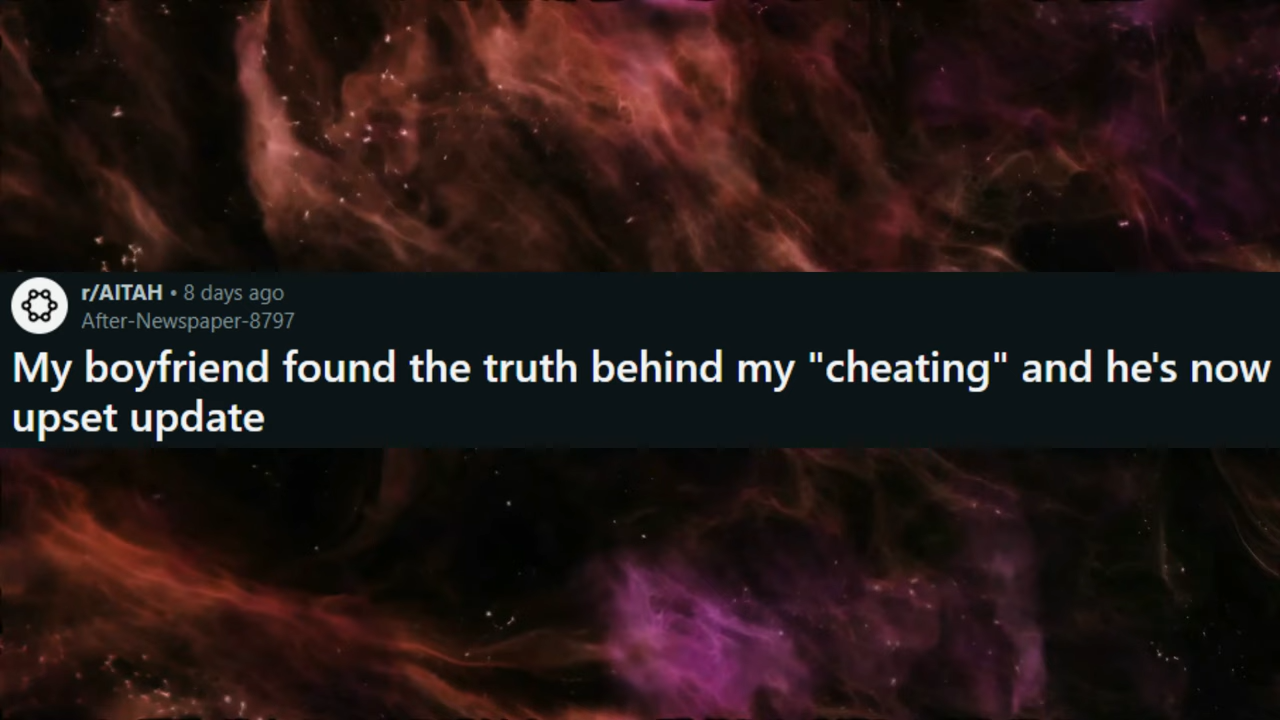 r/AITAH • 8 days ago
After-Newspaper-8797
My boyfriend found the truth behind my "cheating" and he's now
upset update